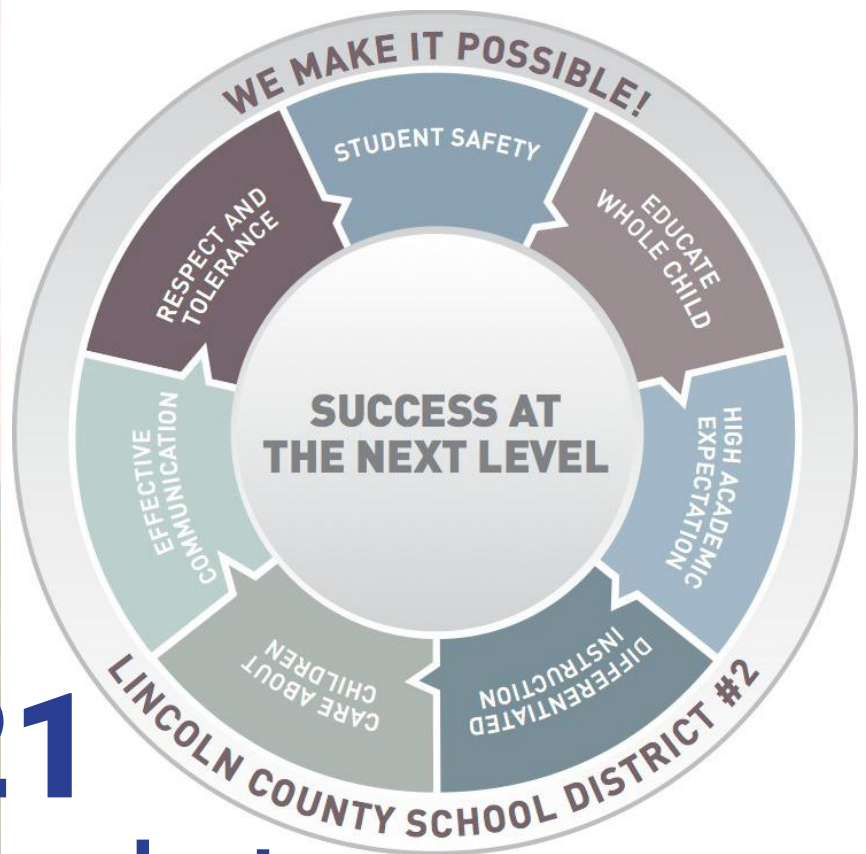 WE MAKE IT POSSIBLE!
STUDENT SAFETY
EDUCATE
WHOLE CHILD
HIGH ACADEMIC
EXPECTATION
DIFFERENTIATED
INSTRUCTION
CARE ABOUT
CHILDREN
EFFECTIVE
COMMUNICATION
RESPECT AND
TOLERANCE
SUCCESS AT
THE NEXT LEVEL
LINCOLN COUNTY SCHOOL DISTRICT #2
21